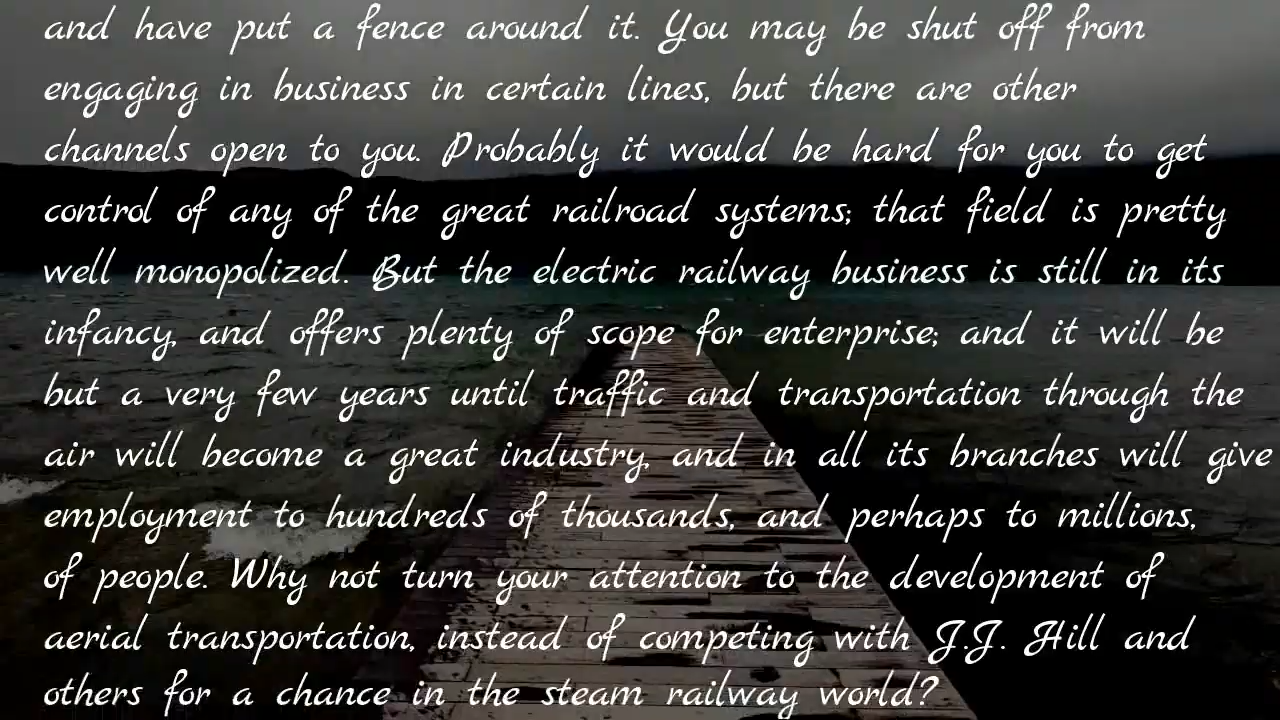 and have put a fence around it. You may be shut off from
engaging in business in certain lines, but there are other
channels open to you. Probably it would be hard for you to get
control of any of the great railroad systems; that field is pretty
well monopolized. But the electric railway business is still in its
infancy, and offers plenty of scope for enterprise; and it will be
but a very few years until traffic and transportation through the
air will become a great industry, and in all its branches will give
employment to hundreds of thousands, and perhaps to millions,
of people. Why not turn your attention to the development of
aerial transportation, instead of competing with J.J. Hill and
others for a chance in the steam railway world?